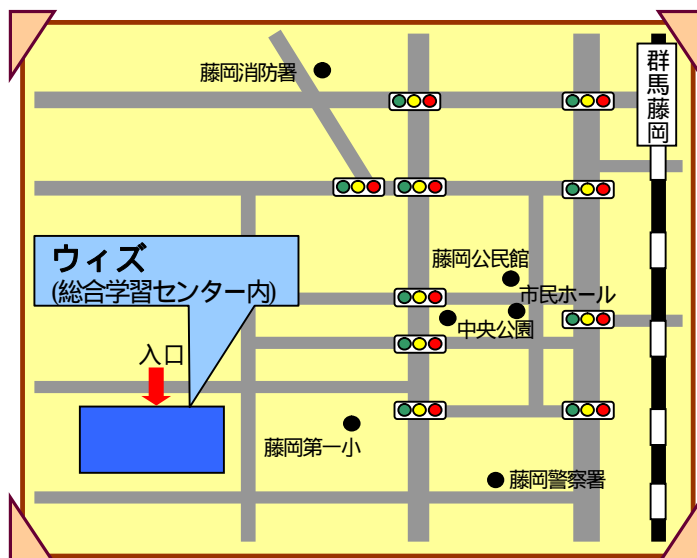 藤岡消防署
群馬藤岡
ウィズ
(総合学習センター内)
藤岡公民館
市民ホール
中央公園
入口
藤岡第一小
藤岡警察署